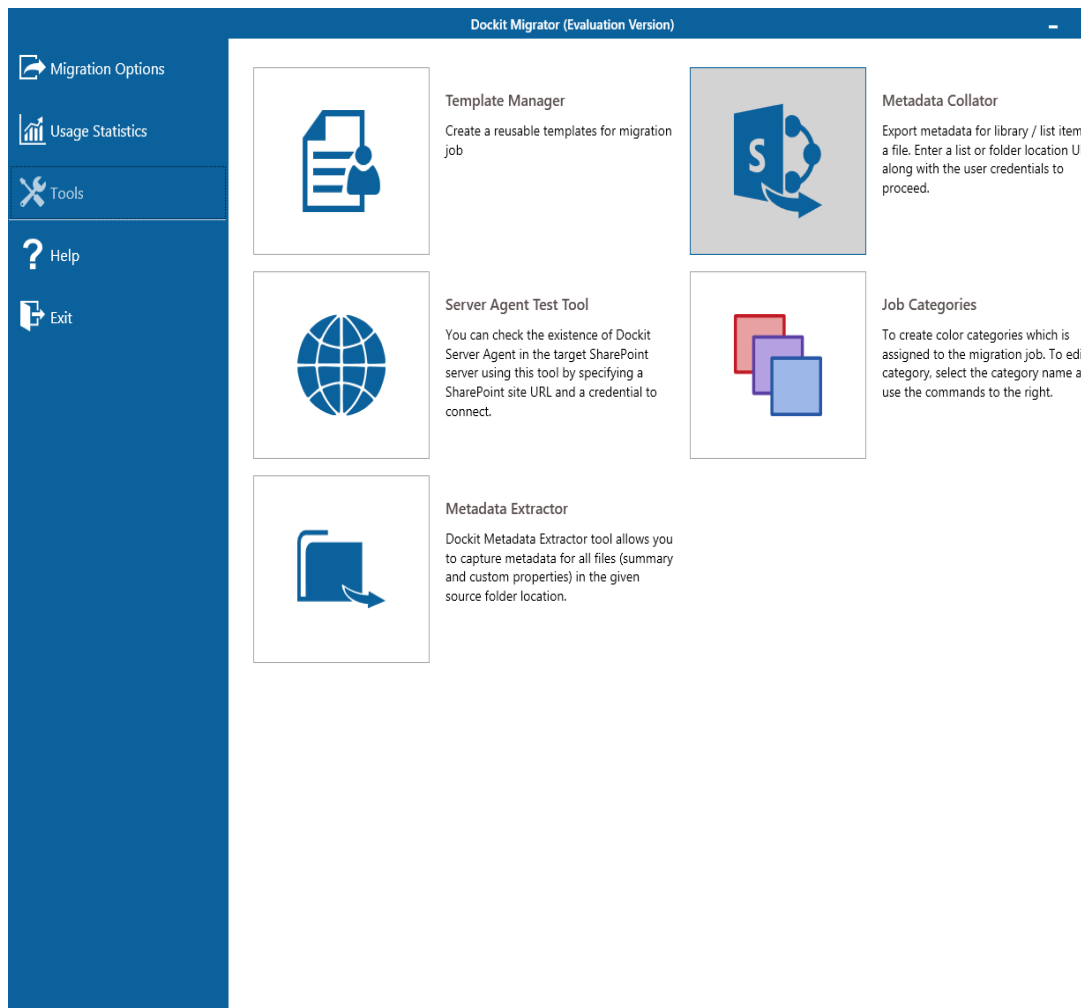 Dockit Migrator (Evaluation Version)
Migration Options
Usage Statistics
Tools
Help
Exit
Template Manager
Create a reusable templates for migration
job
Metadata Collator
Export metadata for library / list item
a file. Enter a list or folder location U
along with the user credentials to
proceed.
Server Agent Test Tool
You can check the existence of Dockit
Server Agent in the target SharePoint
server using this tool by specifying a
SharePoint site URL and a credential to
connect.
Job Categories
To create color categories which is
assigned to the migration job. To edi
category, select the category name a
use the commands to the right.
Metadata Extractor
Dockit Metadata Extractor tool allows you
to capture metadata for all files (summary
and custom properties) in the given
source folder location.
S